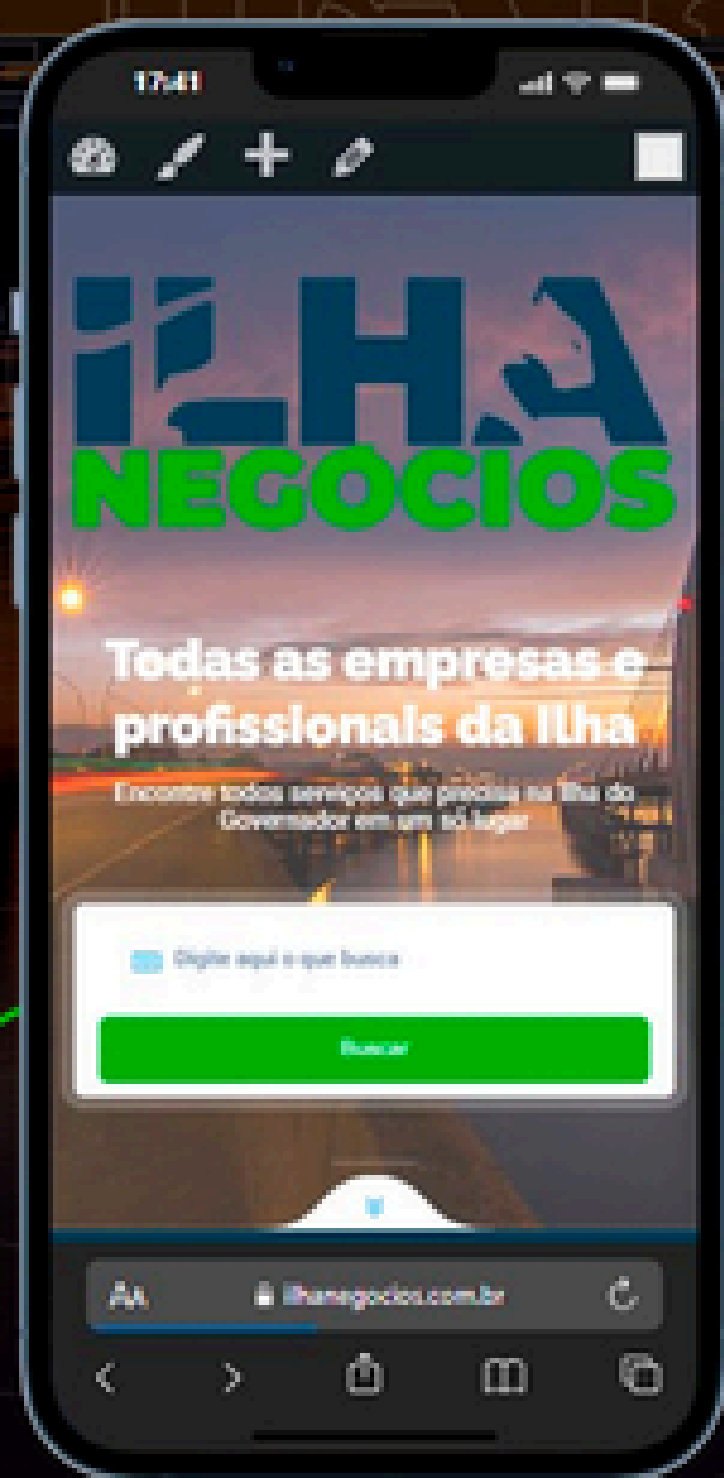 17:41
ILHA
NEGÓCIOS
Todas as empresas e
profissionais da Ilha
Encontre todos serviços que precisa na Ilha do
Governador em um só lugar
Digite aqui o que busca
Buscar
AA ilhanegocios.com.br